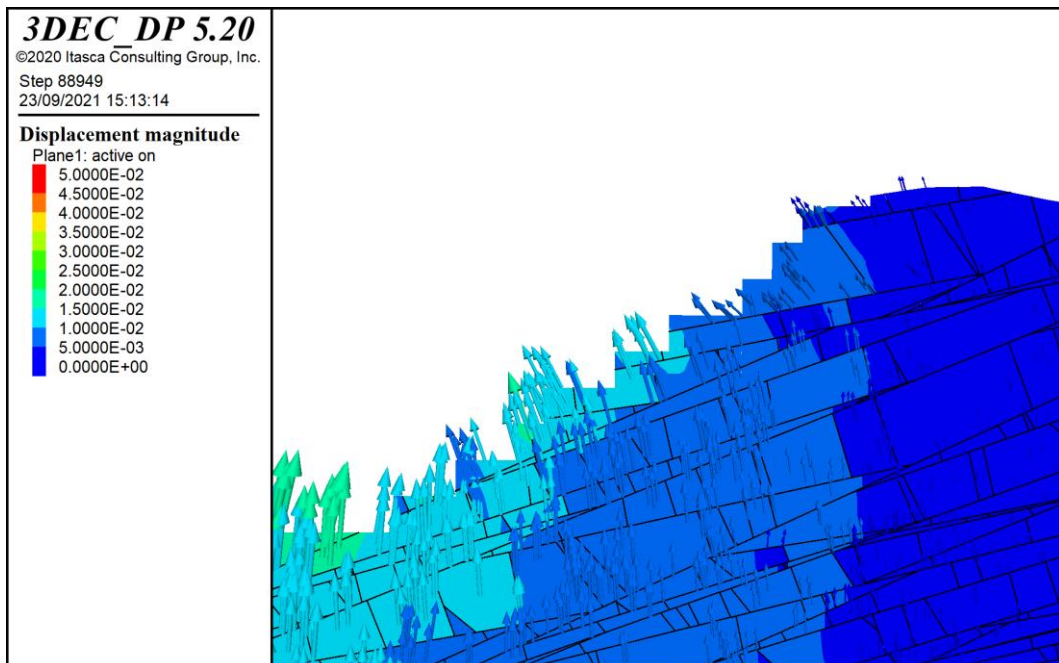 3DEC_DP 5.20
©2020 Itasca Consulting Group, Inc.
Step 88949
23/09/2021 15:13:14
Displacement magnitude
Plane1: active on
5.0000E-02
4.5000E-02
4.0000E-02
3.5000E-02
3.0000E-02
2.5000E-02
2.0000E-02
1.5000E-02
1.0000E-02
5.0000E-03
0.0000E+00